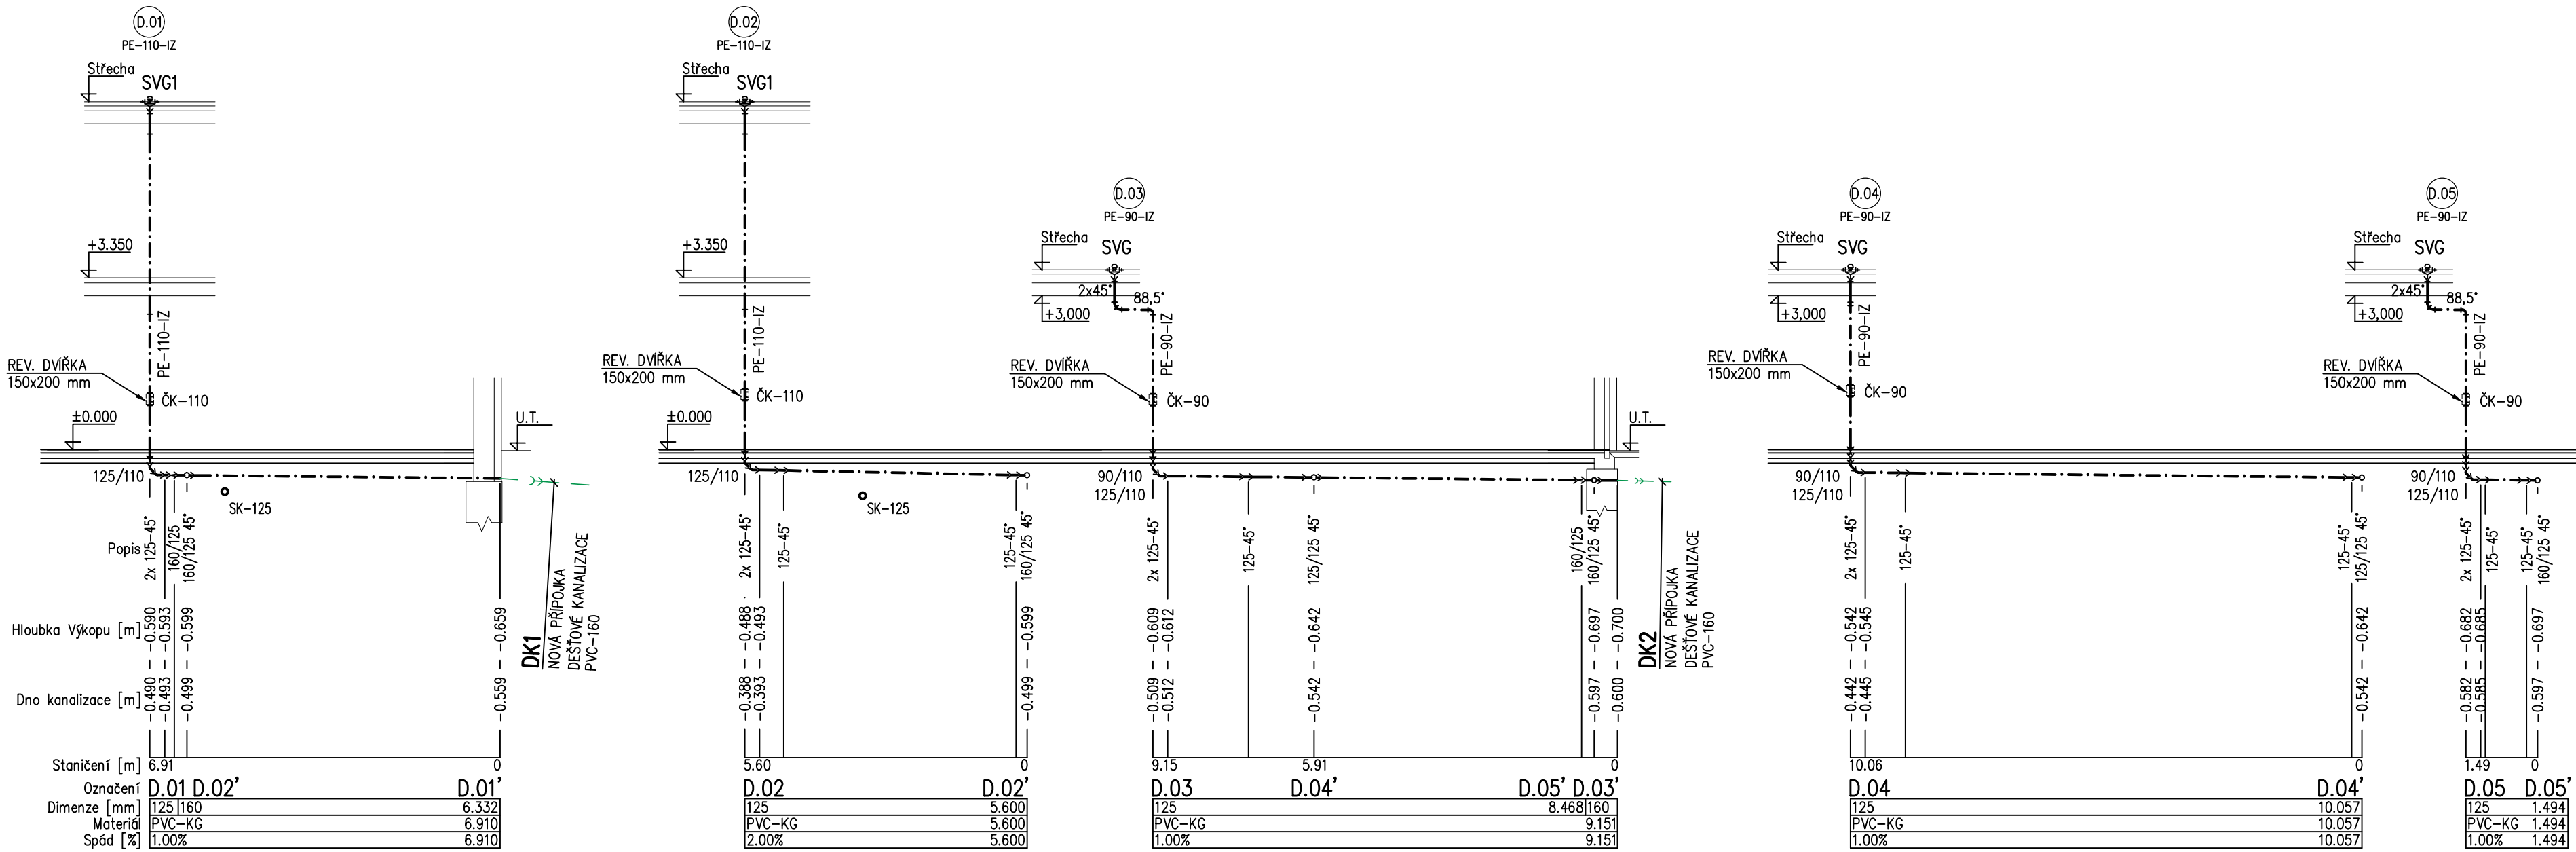 D.01
PE-110-IZ
Střecha
SVG1
+3.350
PE-110-IZ
REV. DVÍŘKA
150x200 mm
ČK-110
±0.000
U.T.
125/110
SK-125
D.02
PE-110-IZ
Střecha
SVG1
+3.350
PE-110-IZ
REV. DVÍŘKA
150x200 mm
ČK-110
±0.000
125/110
SK-125
D.03
PE-90-IZ
Střecha
SVG
2x45°
88,5°
+3,000
PE-90-IZ
REV. DVÍŘKA
150x200 mm
ČK-90
U.T.
90/110
125/110
D.04
PE-90-IZ
Střecha
SVG
+3,000
PE-90-IZ
REV. DVÍŘKA
150x200 mm
ČK-90
90/110
125/110
D.05
PE-90-IZ
Střecha
SVG
2x45°
88,5°
+3,000
PE-90-IZ
REV. DVÍŘKA
150x200 mm
ČK-90
90/110
125/110
Popis
2x 125-45°
160/125
160/125 45°
2x 125-45°
125-45°
125-45°
160/125 45°
2x 125-45°
125-45°
125/125 45°
160/125
160/125 45°
2x 125-45°
125-45°
125-45°
125/125 45°
2x 125-45°
125-45°
125-45°
160/125 45°
DK1
NOVÁ PŘÍPOJKA
DEŠŤOVÉ KANALIZACE
PVC-160
DK2
NOVÁ PŘÍPOJKA
DEŠŤOVÉ KANALIZACE
PVC-160
Hloubka Výkopu [m]
-0.590
-0.593
-0.599
-0.659
-0.488
-0.493
-0.599
-0.609
-0.612
-0.642
-0.697
-0.700
-0.542
-0.545
-0.642
-0.682
-0.685
-0.697
Dno kanalizace [m]
-0.490
-0.493
-0.499
-0.559
-0.388
-0.393
-0.499
-0.509
-0.512
-0.542
-0.597
-0.600
-0.442
-0.445
-0.542
-0.582
-0.585
-0.597
Staničení [m] 6.91 0 5.60 0 9.15 5.91 0 10.06 0 1.49 0
Označení D.01 D.02' D.01' D.02 D.02' D.03 D.04' D.05' D.03' D.04 D.04' D.05 D.05'
Dimenze [mm] 125 160 6.332 125 5.600 125 8.468 160 125 10.057 125 1.494
Materiál PVC-KG 6.910 PVC-KG 5.600 PVC-KG 9.151 PVC-KG 10.057 PVC-KG 1.494
Spád [%] 1.00% 6.910 2.00% 5.600 1.00% 9.151 1.00% 10.057 1.00% 1.494